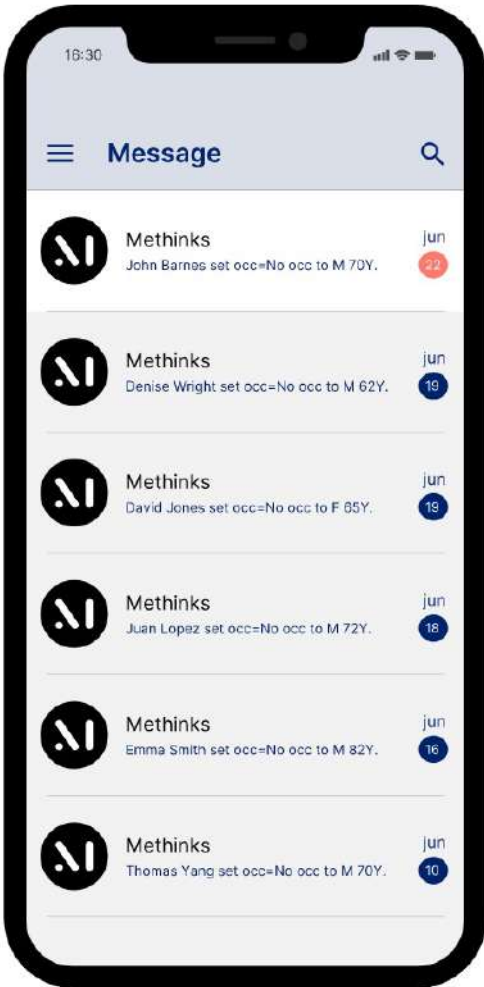 16:30
Message
Methinks
jun
John Barnes set occ=No occ to M 70Y.
22
Methinks
jun
Denise Wright set occ=No occ to M 62Y.
19
Methinks
jun
David Jones set occ=No occ to F 65Y.
19
Methinks
jun
Juan Lopez set occ=No occ to M 72Y.
18
Methinks
jun
Emma Smith set occ=No occ to M 82Y.
16
Methinks
jun
Thomas Yang set occ=No occ to M 70Y.
10